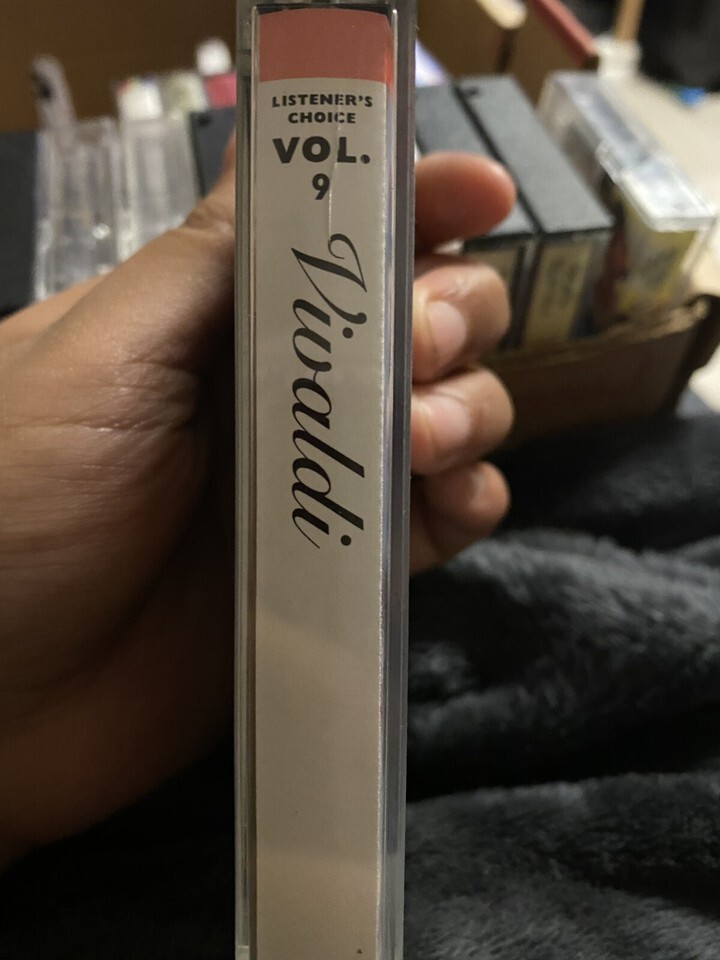 LISTENER'S
CHOICE
VOL.
9
Vivaldi